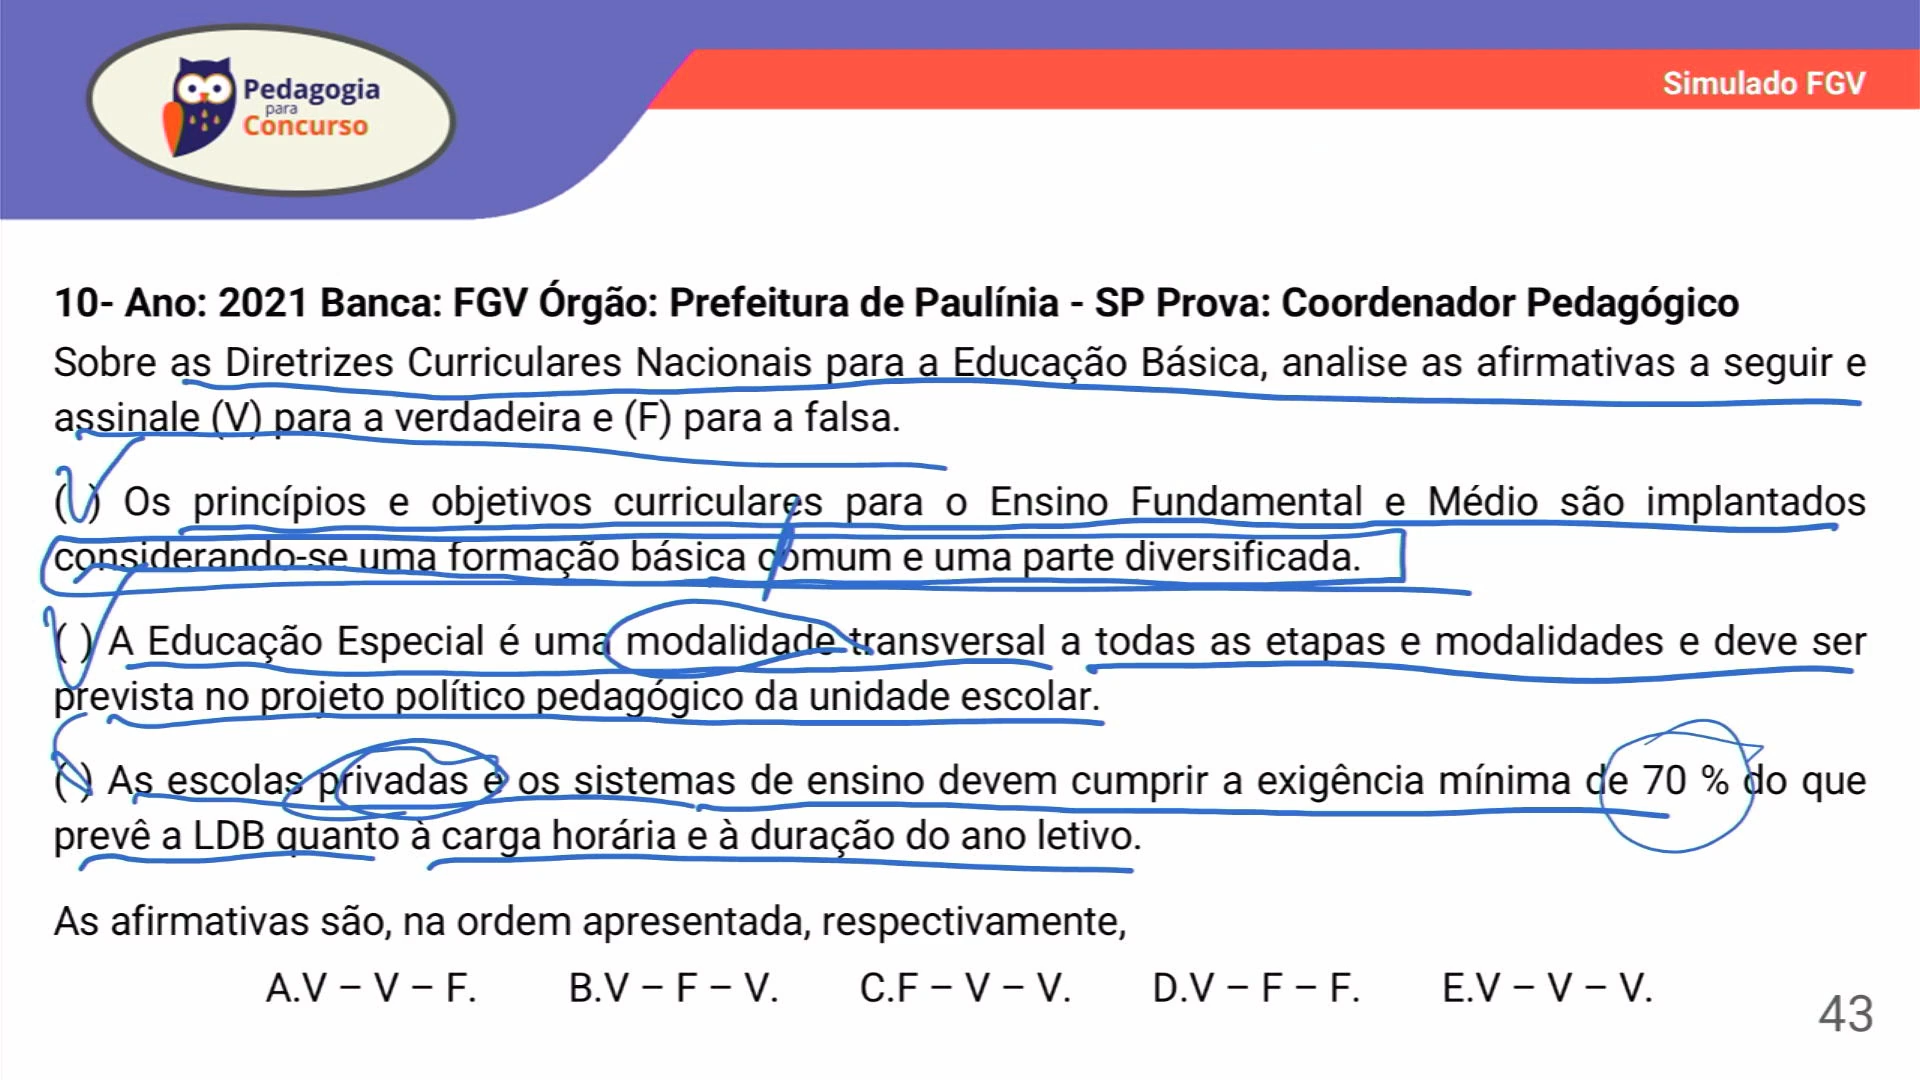 Pedagogia
para
Concurso
Simulado FGV
10- Ano: 2021 Banca: FGV Órgão: Prefeitura de Paulínia - SP Prova: Coordenador Pedagógico
Sobre as Diretrizes Curriculares Nacionais para a Educação Básica, analise as afirmativas a seguir e
assinale (V) para a verdadeira e (F) para a falsa.
(V) Os princípios e objetivos curriculares para o Ensino Fundamental e Médio são implantados
considerando-se uma formação básica comum e uma parte diversificada.
(V) A Educação Especial é uma modalidade transversal a todas as etapas e modalidades e deve ser
prevista no projeto político pedagógico da unidade escolar.
( ) As escolas privadas e os sistemas de ensino devem cumprir a exigência mínima de 70 % do que
prevê a LDB quanto à carga horária e à duração do ano letivo.
As afirmativas são, na ordem apresentada, respectivamente,
A.V – V – F. B.V – F – V. C.F – V – V. D.V – F – F. E.V – V – V.
43